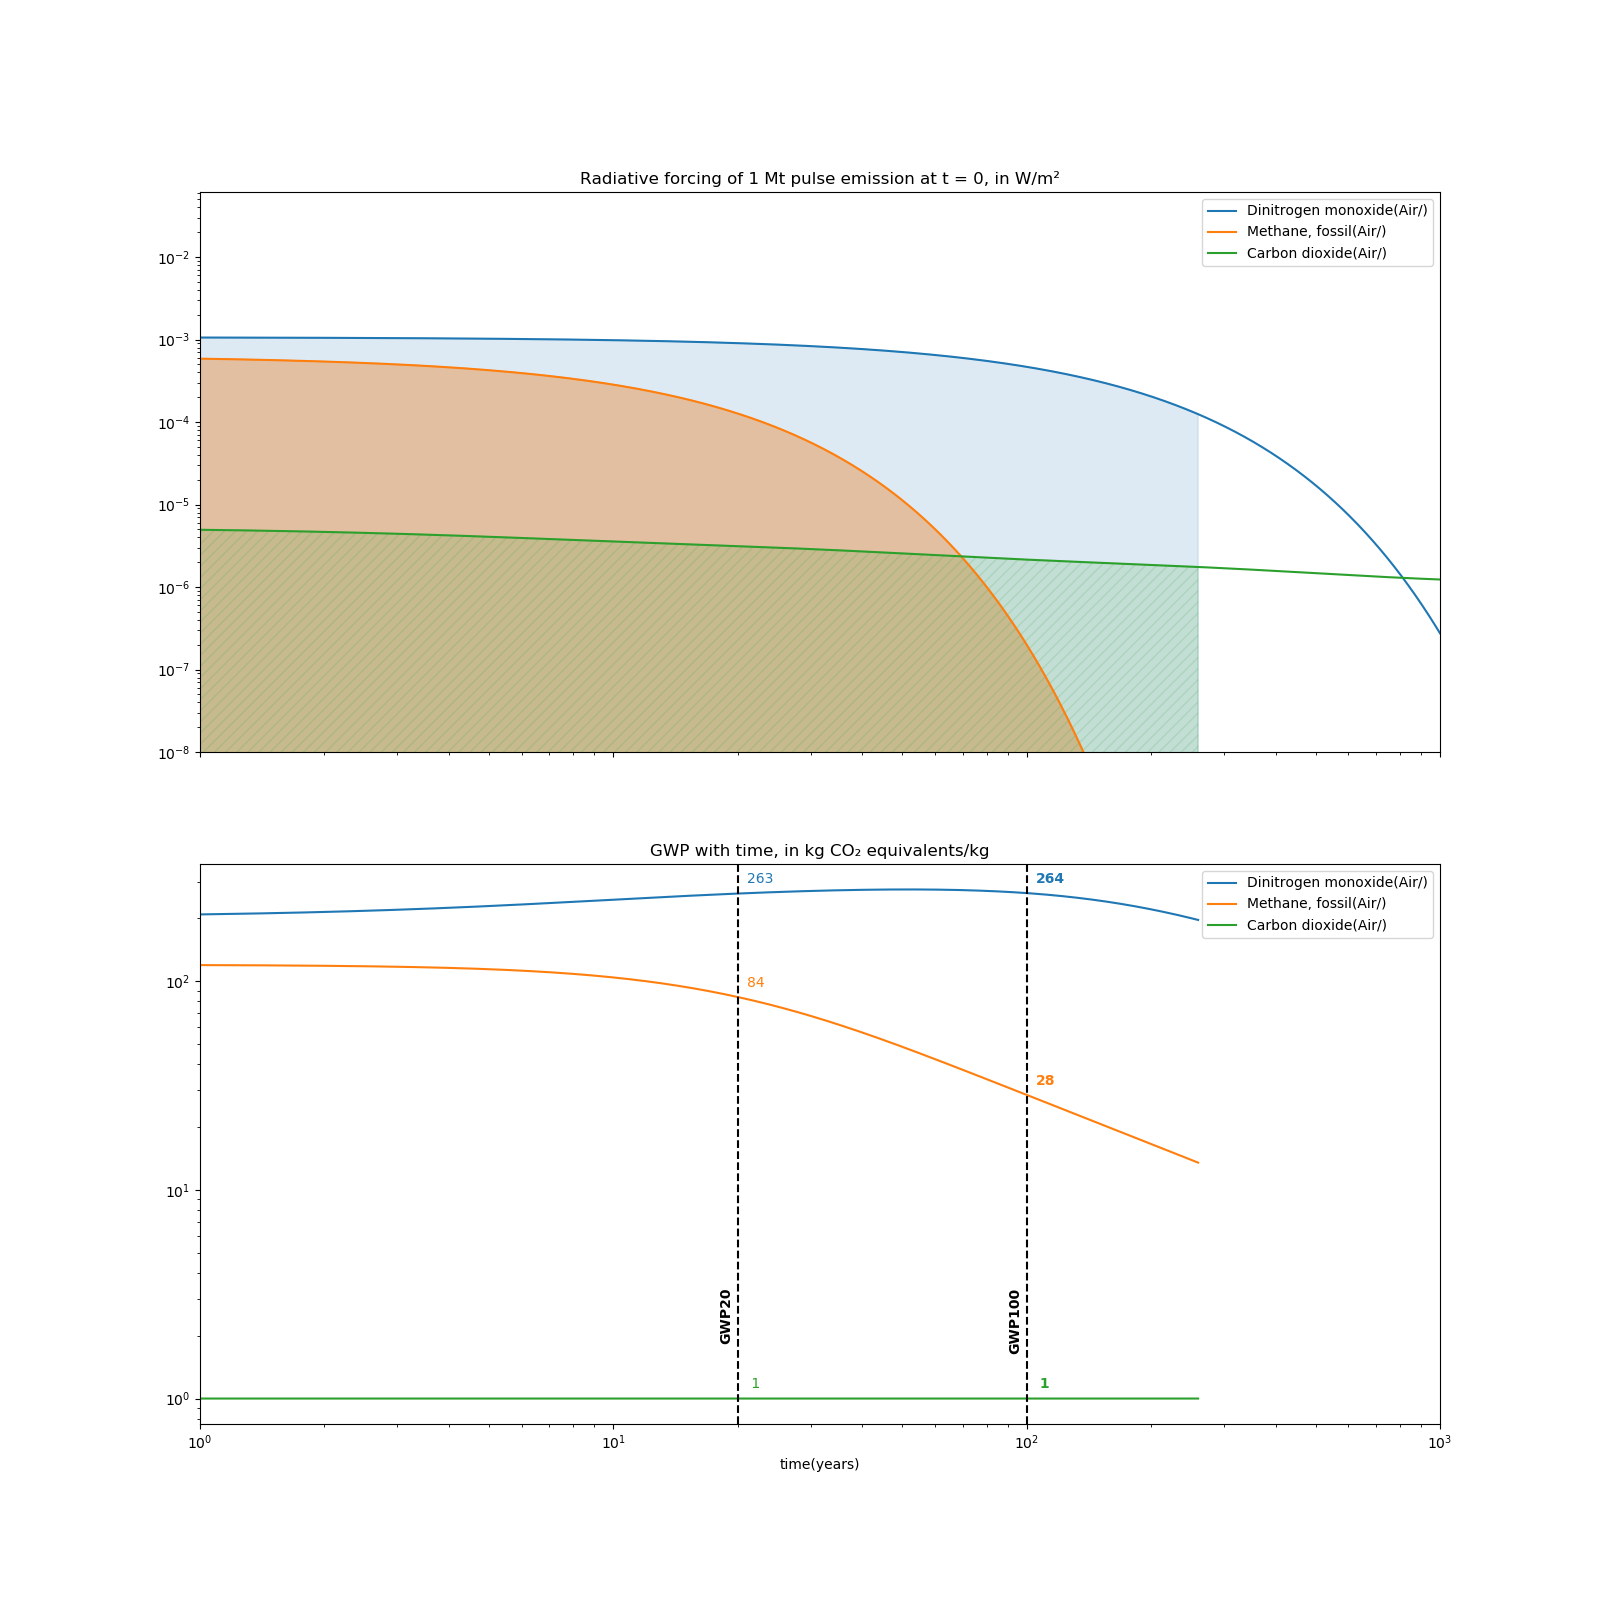 Radiative forcing of 1 Mt pulse emission at t = 0, in W/m²
Dinitrogen monoxide(Air/)
Methane, fossil(Air/)
Carbon dioxide(Air/)
10⁻²
10⁻³
10⁻⁴
10⁻⁵
10⁻⁶
10⁻⁷
10⁻⁸
GWP with time, in kg CO₂ equivalents/kg
263
264
Dinitrogen monoxide(Air/)
Methane, fossil(Air/)
Carbon dioxide(Air/)
10²
84
28
10¹
GWP20
GWP100
1
1
10⁰
10⁰
10¹
10²
10³
time(years)